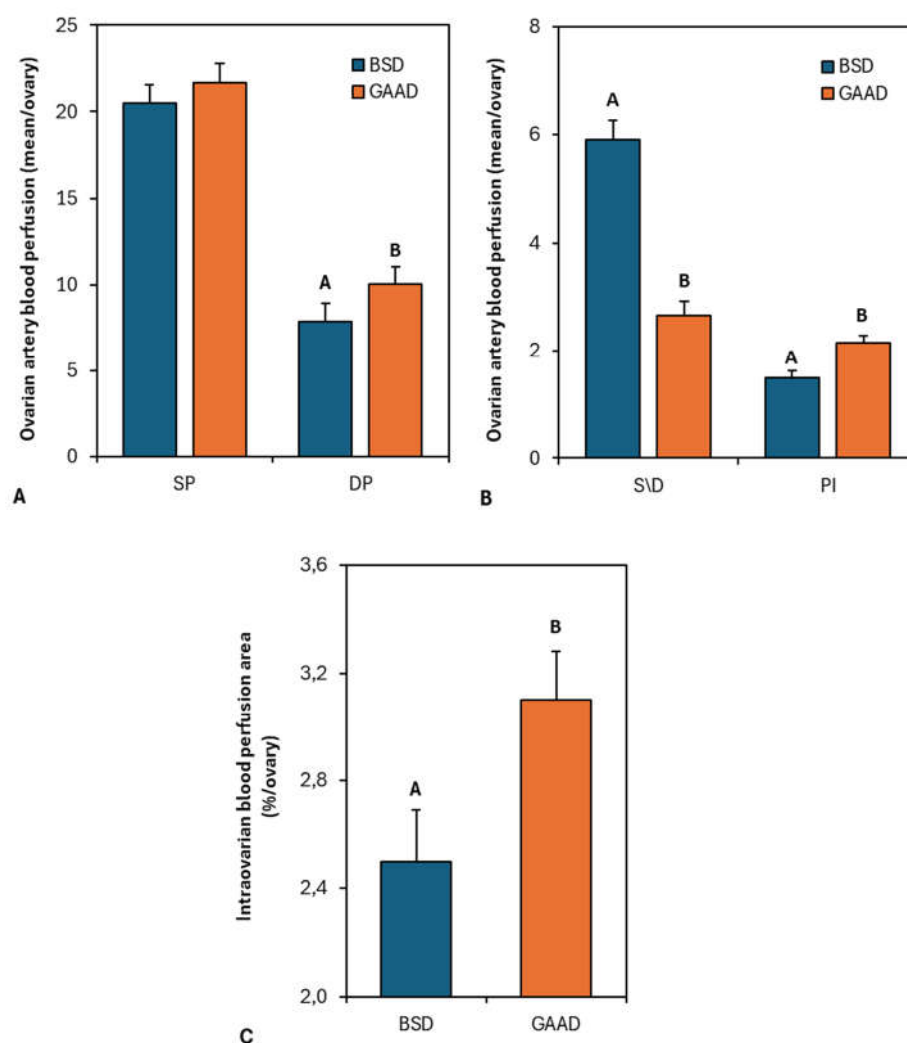 Ovarian artery blood perfusion (mean/ovary)
25
20
15
10
5
0
BSD
GAAD
A
B
SP
DP
A
Ovarian artery blood perfusion (mean/ovary)
8
6
4
2
0
BSD
GAAD
A
B
A
B
S\D
PI
B
Intraovarian blood perfusion area
(%/ovary)
3,6
3,2
2,8
2,4
2,0
A
B
BSD
GAAD
C